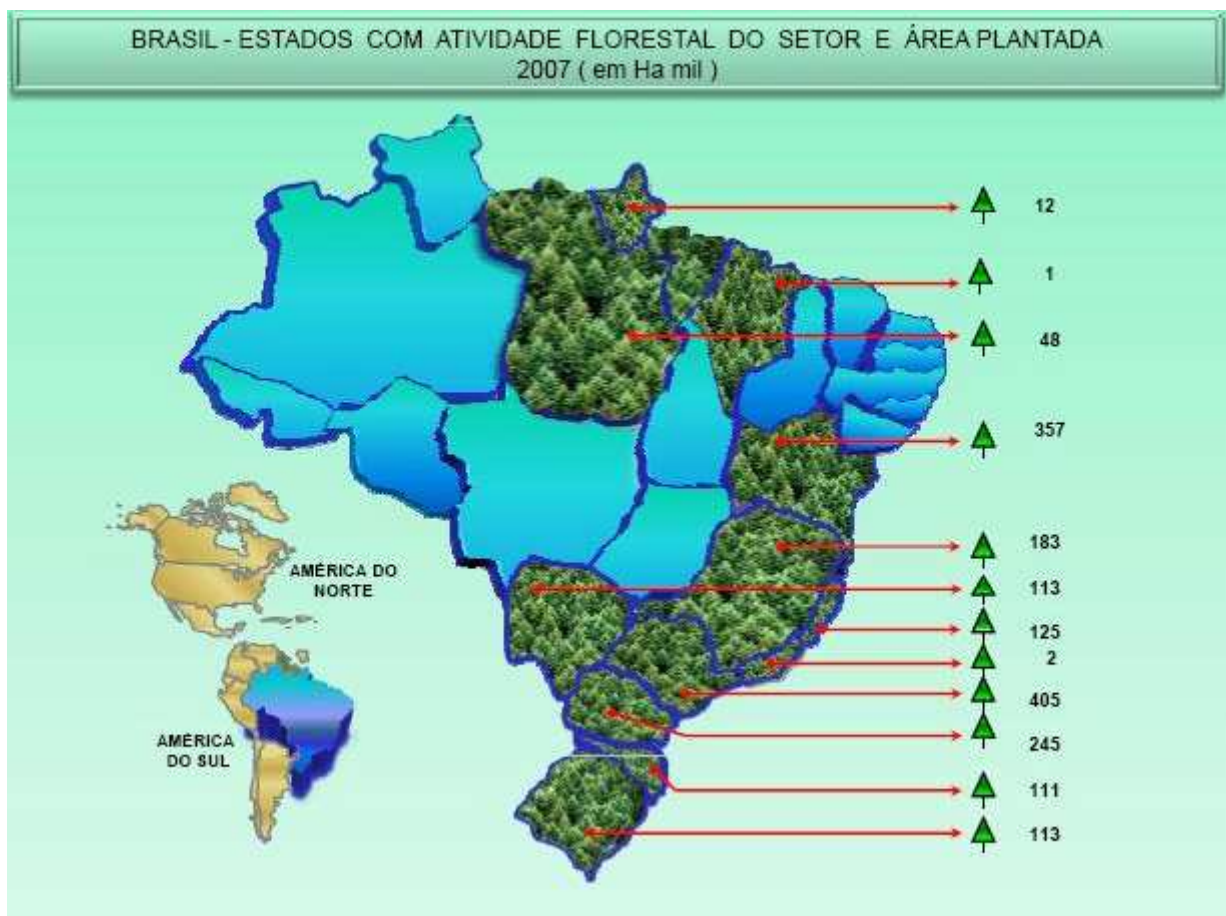 BRASIL - ESTADOS COM ATIVIDADE FLORESTAL DO SETOR E ÁREA PLANTADA
2007 ( em Ha mil )
12
1
48
357
183
113
125
2
405
245
111
113
AMÉRICA DO
NORTE
AMÉRICA
DO SUL